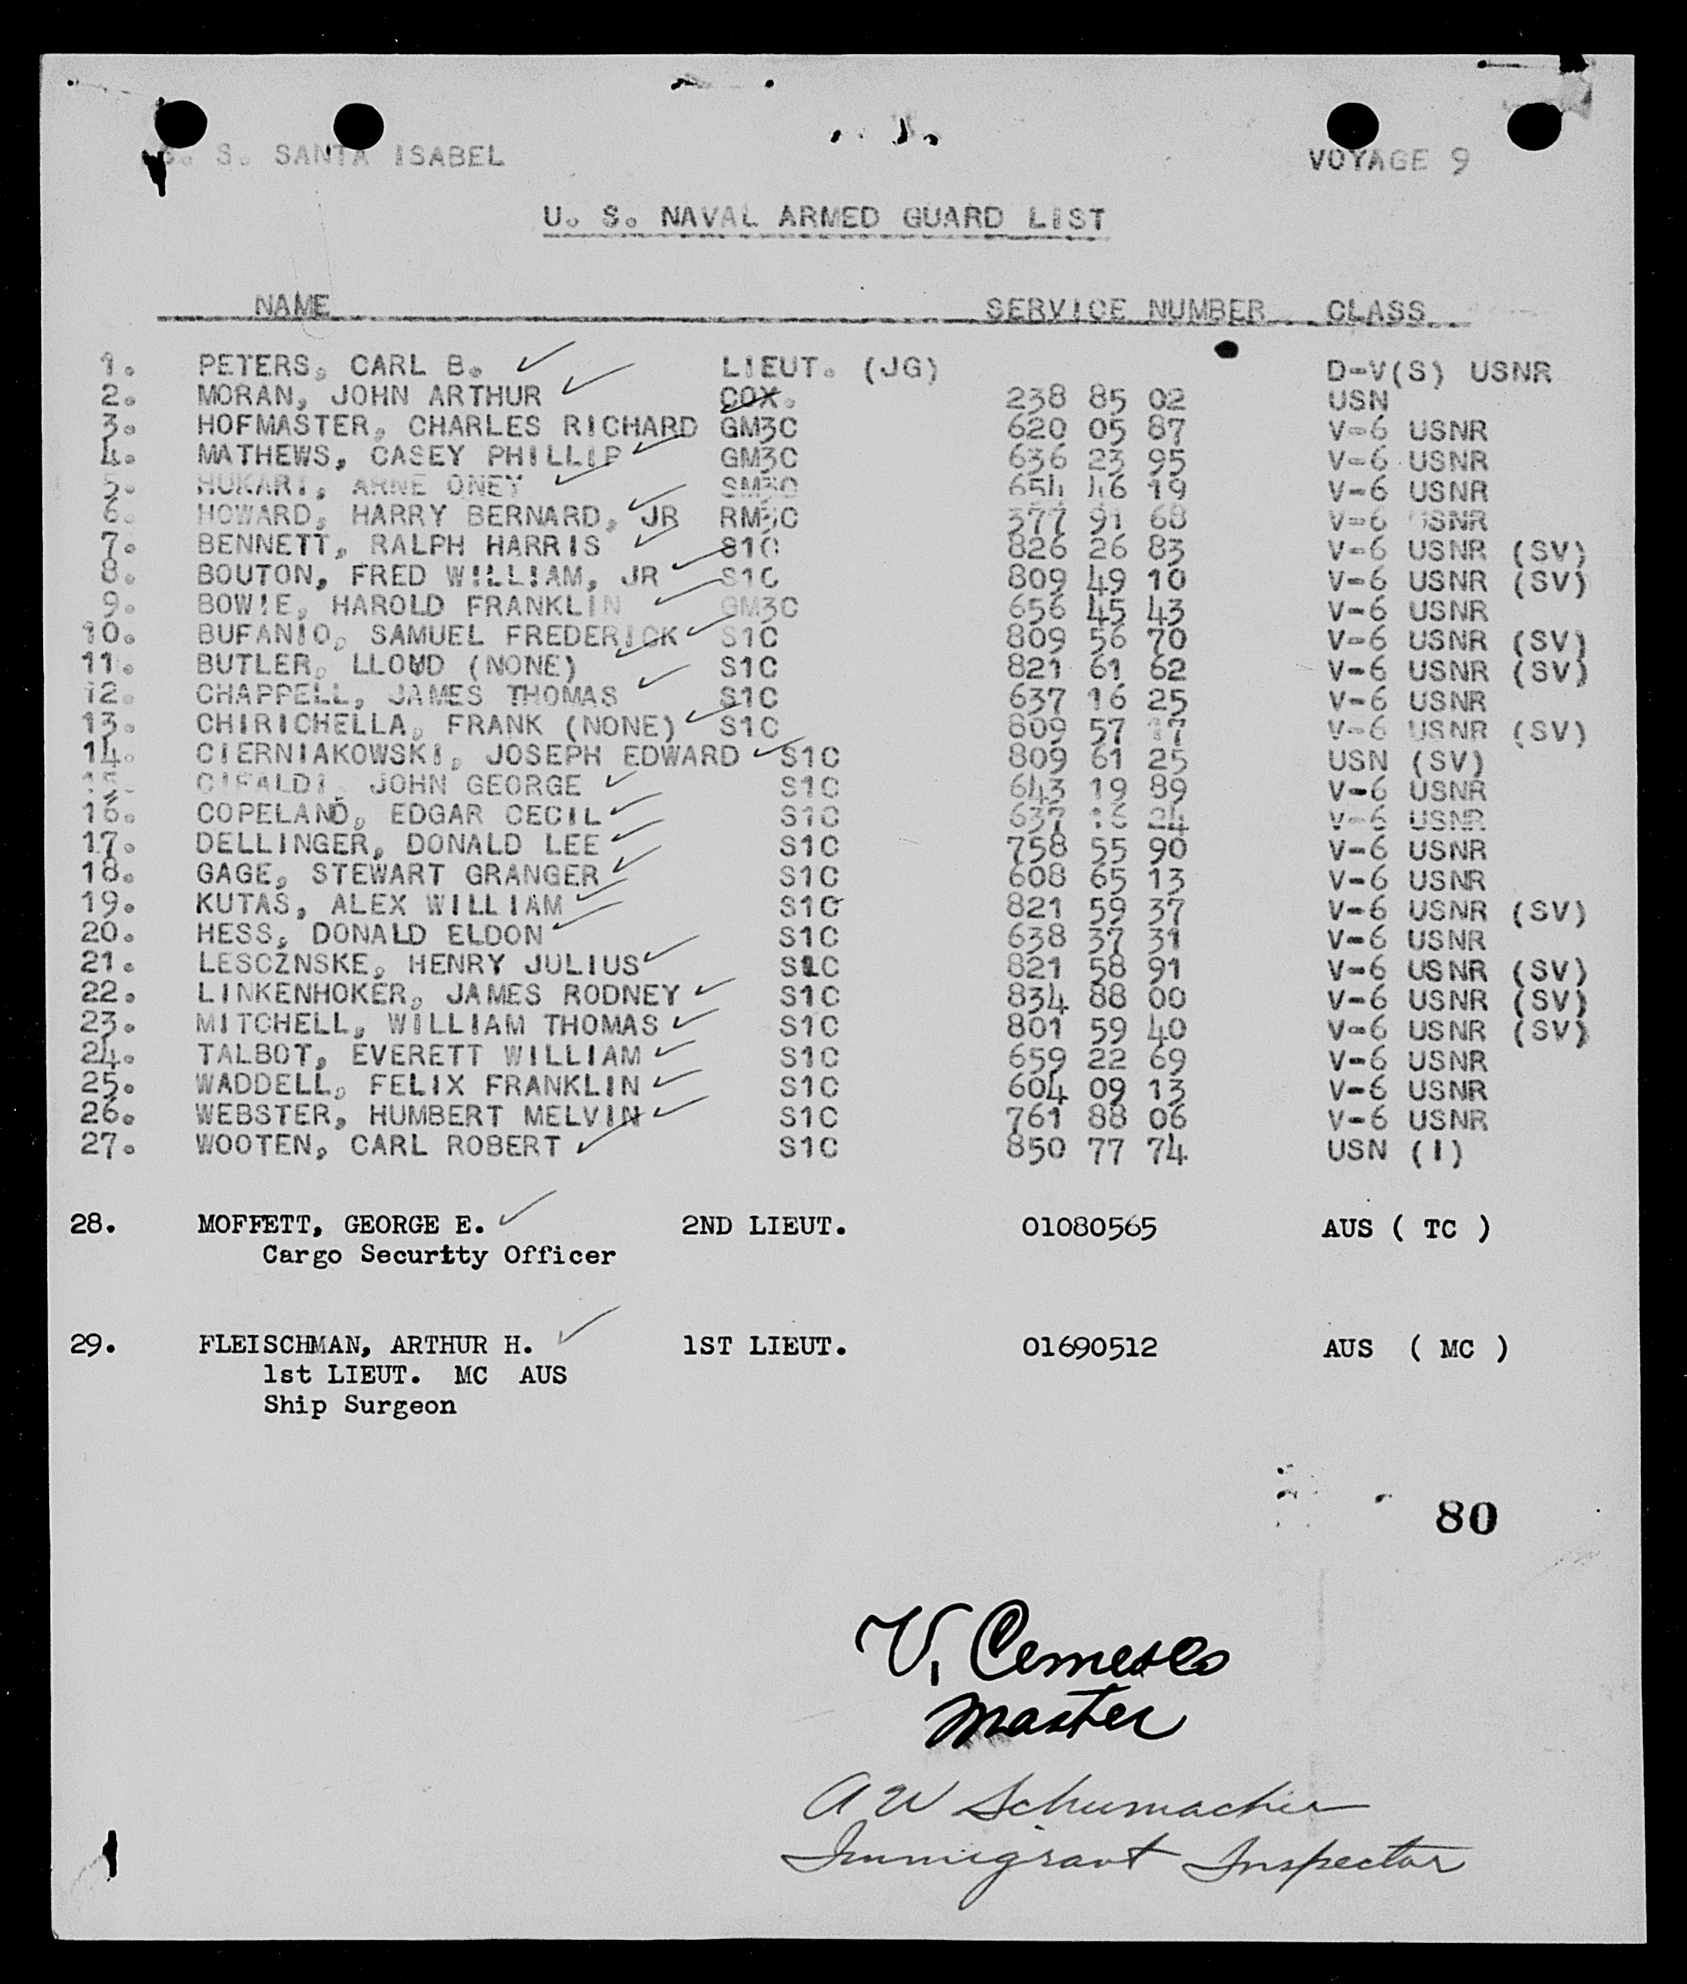 S. S. SANTA ISABEL VOYAGE 9
U. S. NAVAL ARMED GUARD LIST
NAME SERVICE NUMBER CLASS
1. PETERS, CARL B. LIEUT. (JG) D-V(S) USNR
2. MORAN, JOHN ARTHUR COX. 238 85 02 USN
3. HOFMASTER, CHARLES RICHARD GM3C 620 05 87 V-6 USNR
4. MATHEWS, CASEY PHILLIP GM3C 636 23 95 V-6 USNR
5. HUKARI, ARNE ONEY SM3C 654 46 19 V-6 USNR
6. HOWARD, HARRY BERNARD, JR RM3C 377 91 68 V-6 USNR
7. BENNETT, RALPH HARRIS S1C 826 26 83 V-6 USNR (SV)
8. BOUTON, FRED WILLIAM, JR S1C 809 49 10 V-6 USNR (SV)
9. BOWIE, HAROLD FRANKLIN GM3C 656 45 43 V-6 USNR
10. BUFANIO, SAMUEL FREDERICK S1C 809 56 70 V-6 USNR (SV)
11. BUTLER, LLOUD (NONE) S1C 821 61 62 V-6 USNR (SV)
12. CHAPPELL, JAMES THOMAS S1C 637 16 25 V-6 USNR
13. CHIRICHELLA, FRANK (NONE) S1C 809 57 17 V-6 USNR (SV)
14. CIERNIAKOWSKI, JOSEPH EDWARD S1C 809 61 25 USN (SV)
15. CIFALDI, JOHN GEORGE S1C 643 19 89 V-6 USNR
16. COPELAND, EDGAR CECIL S1C 637 16 24 V-6 USNR
17. DELLINGER, DONALD LEE S1C 758 55 90 V-6 USNR
18. GAGE, STEWART GRANGER S1C 608 65 13 V-6 USNR
19. KUTAS, ALEX WILLIAM S1C 821 59 37 V-6 USNR (SV)
20. HESS, DONALD ELDON S1C 638 37 31 V-6 USNR
21. LESCZNSKE, HENRY JULIUS S1C 821 58 91 V-6 USNR (SV)
22. LINKENHOKER, JAMES RODNEY S1C 834 88 00 V-6 USNR (SV)
23. MITCHELL, WILLIAM THOMAS S1C 801 59 40 V-6 USNR (SV)
24. TALBOT, EVERETT WILLIAM S1C 659 22 69 V-6 USNR
25. WADDELL, FELIX FRANKLIN S1C 604 09 13 V-6 USNR
26. WEBSTER, HUMBERT MELVIN S1C 761 88 06 V-6 USNR
27. WOOTEN, CARL ROBERT S1C 850 77 74 USN (I)
28. MOFFETT, GEORGE E. 2ND LIEUT. 01080565 AUS ( TC )
Cargo Securtty Officer
29. FLEISCHMAN, ARTHUR H. 1ST LIEUT. 01690512 AUS ( MC )
1st LIEUT. MC AUS
Ship Surgeon
80
V.
Master
A W Schumacher
Immigrant Inspector